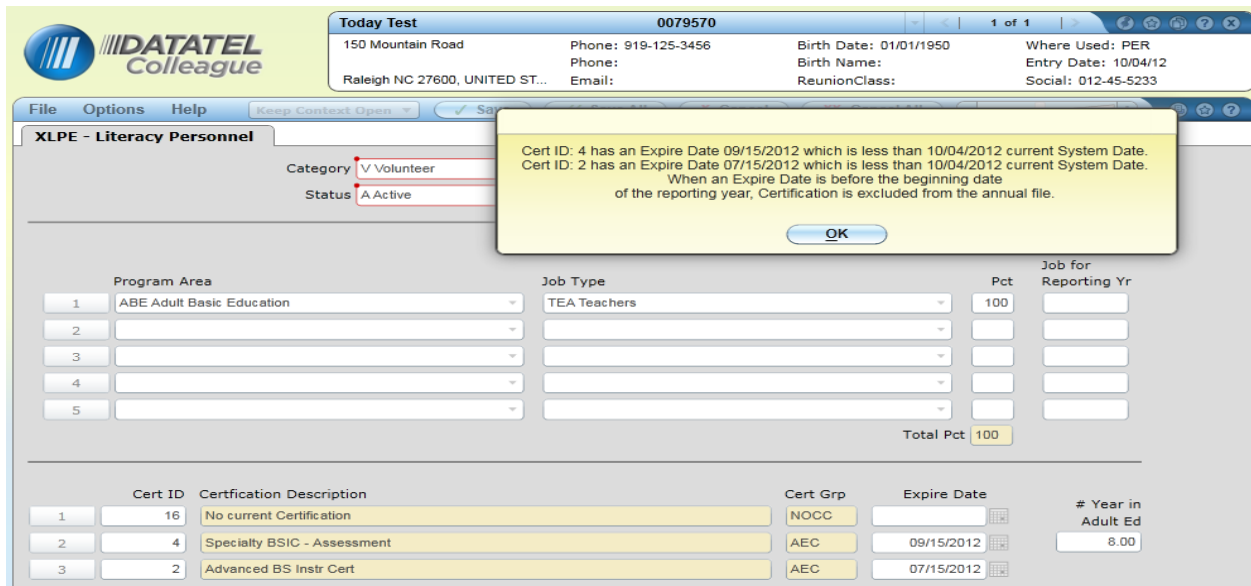 DATATEL
Colleague
Today Test 0079570 1 of 1
150 Mountain Road Phone: 919-125-3456 Birth Date: 01/01/1950 Where Used: PER
Phone: Birth Name: Entry Date: 10/04/12
Raleigh NC 27600, UNITED ST... Email: ReunionClass: Social: 012-45-5233
File Options Help Keep Context Open
XLPE - Literacy Personnel
Category V Volunteer
Status A Active
Cert ID: 4 has an Expire Date 09/15/2012 which is less than 10/04/2012 current System Date.
Cert ID: 2 has an Expire Date 07/15/2012 which is less than 10/04/2012 current System Date.
When an Expire Date is before the beginning date
of the reporting year, Certification is excluded from the annual file.
OK
Job for
Program Area Job Type Pct Reporting Yr
1 ABE Adult Basic Education TEA Teachers 100
2
3
4
5
Total Pct 100
Cert ID Certfication Description Cert Grp Expire Date # Year in
Adult Ed
1 16 No current Certification NOCC
2 4 Specialty BSIC - Assessment AEC 09/15/2012 8.00
3 2 Advanced BS Instr Cert AEC 07/15/2012